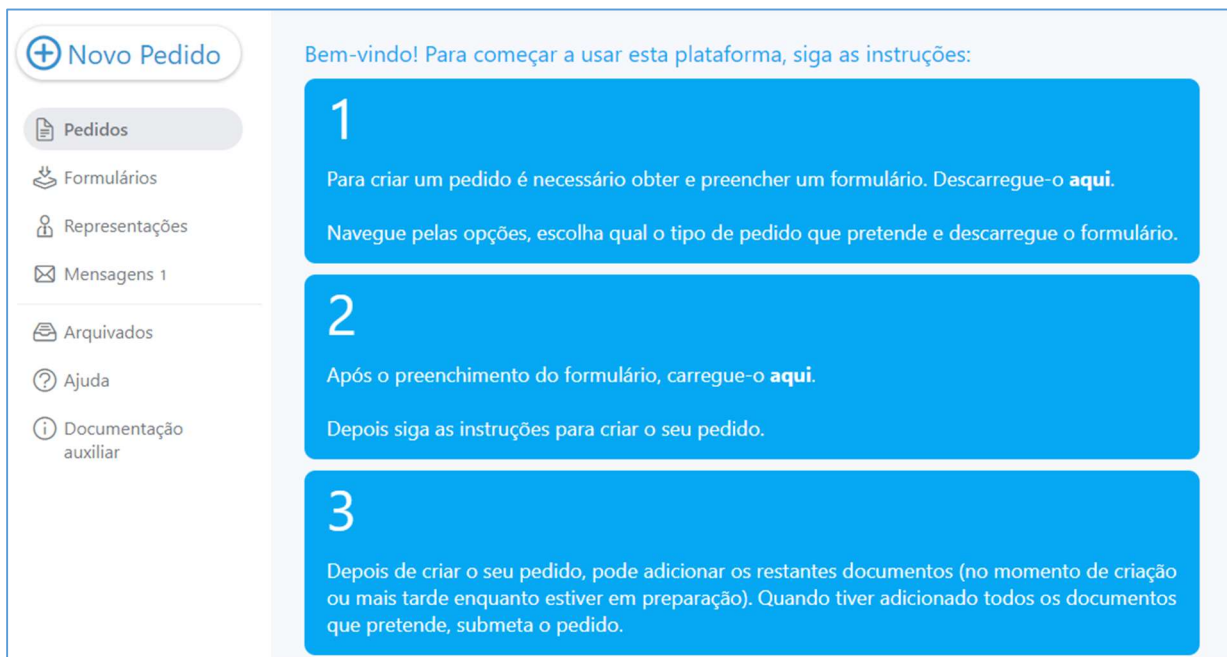 Novo Pedido
Pedidos
Formulários
Representações
Mensagens 1
Arquivados
Ajuda
Documentação
auxiliar
Bem-vindo! Para começar a usar esta plataforma, siga as instruções:
1
Para criar um pedido é necessário obter e preencher um formulário. Descarregue-o aqui.
Navegue pelas opções, escolha qual o tipo de pedido que pretende e descarregue o formulário.
2
Após o preenchimento do formulário, carregue-o aqui.
Depois siga as instruções para criar o seu pedido.
3
Depois de criar o seu pedido, pode adicionar os restantes documentos (no momento de criação
ou mais tarde enquanto estiver em preparação). Quando tiver adicionado todos os documentos
que pretende, submeta o pedido.